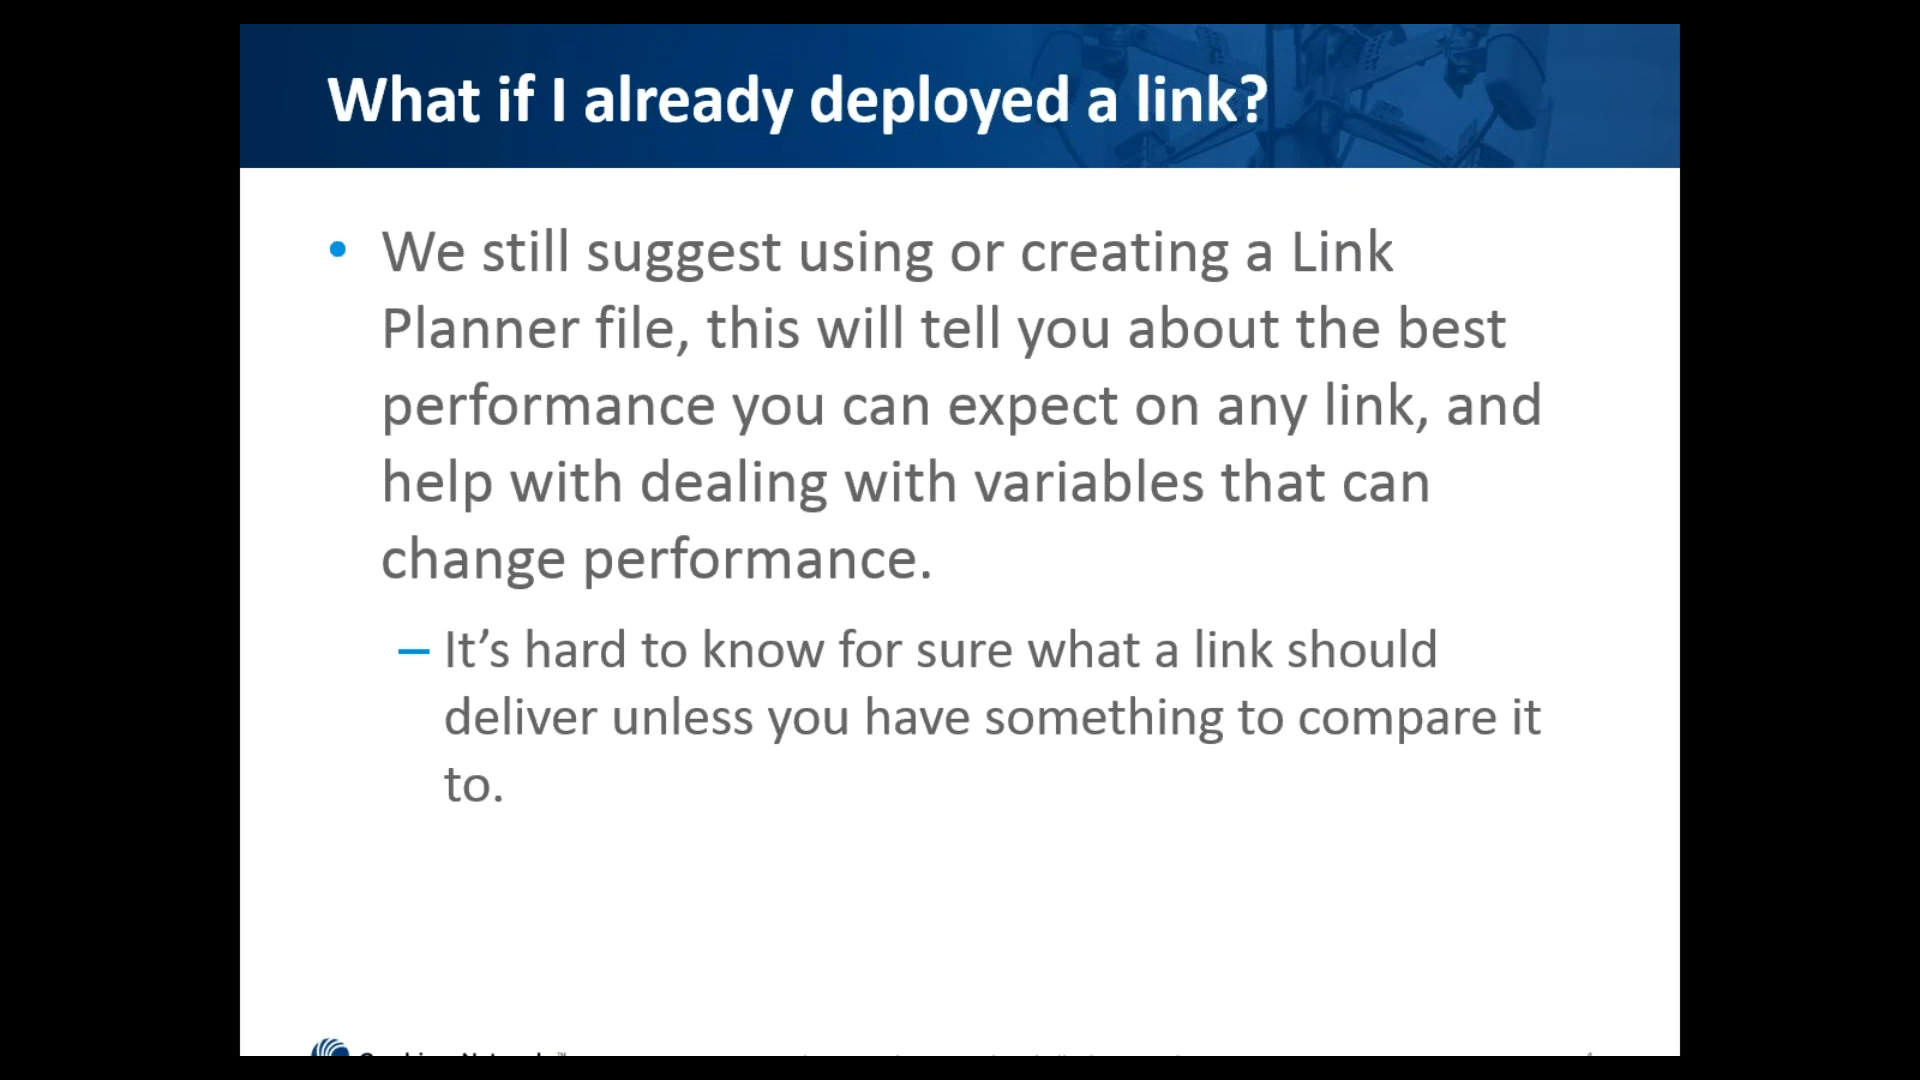 What if I already deployed a link?
• We still suggest using or creating a Link
Planner file, this will tell you about the best
performance you can expect on any link, and
help with dealing with variables that can
change performance.
– It’s hard to know for sure what a link should
deliver unless you have something to compare it
to.